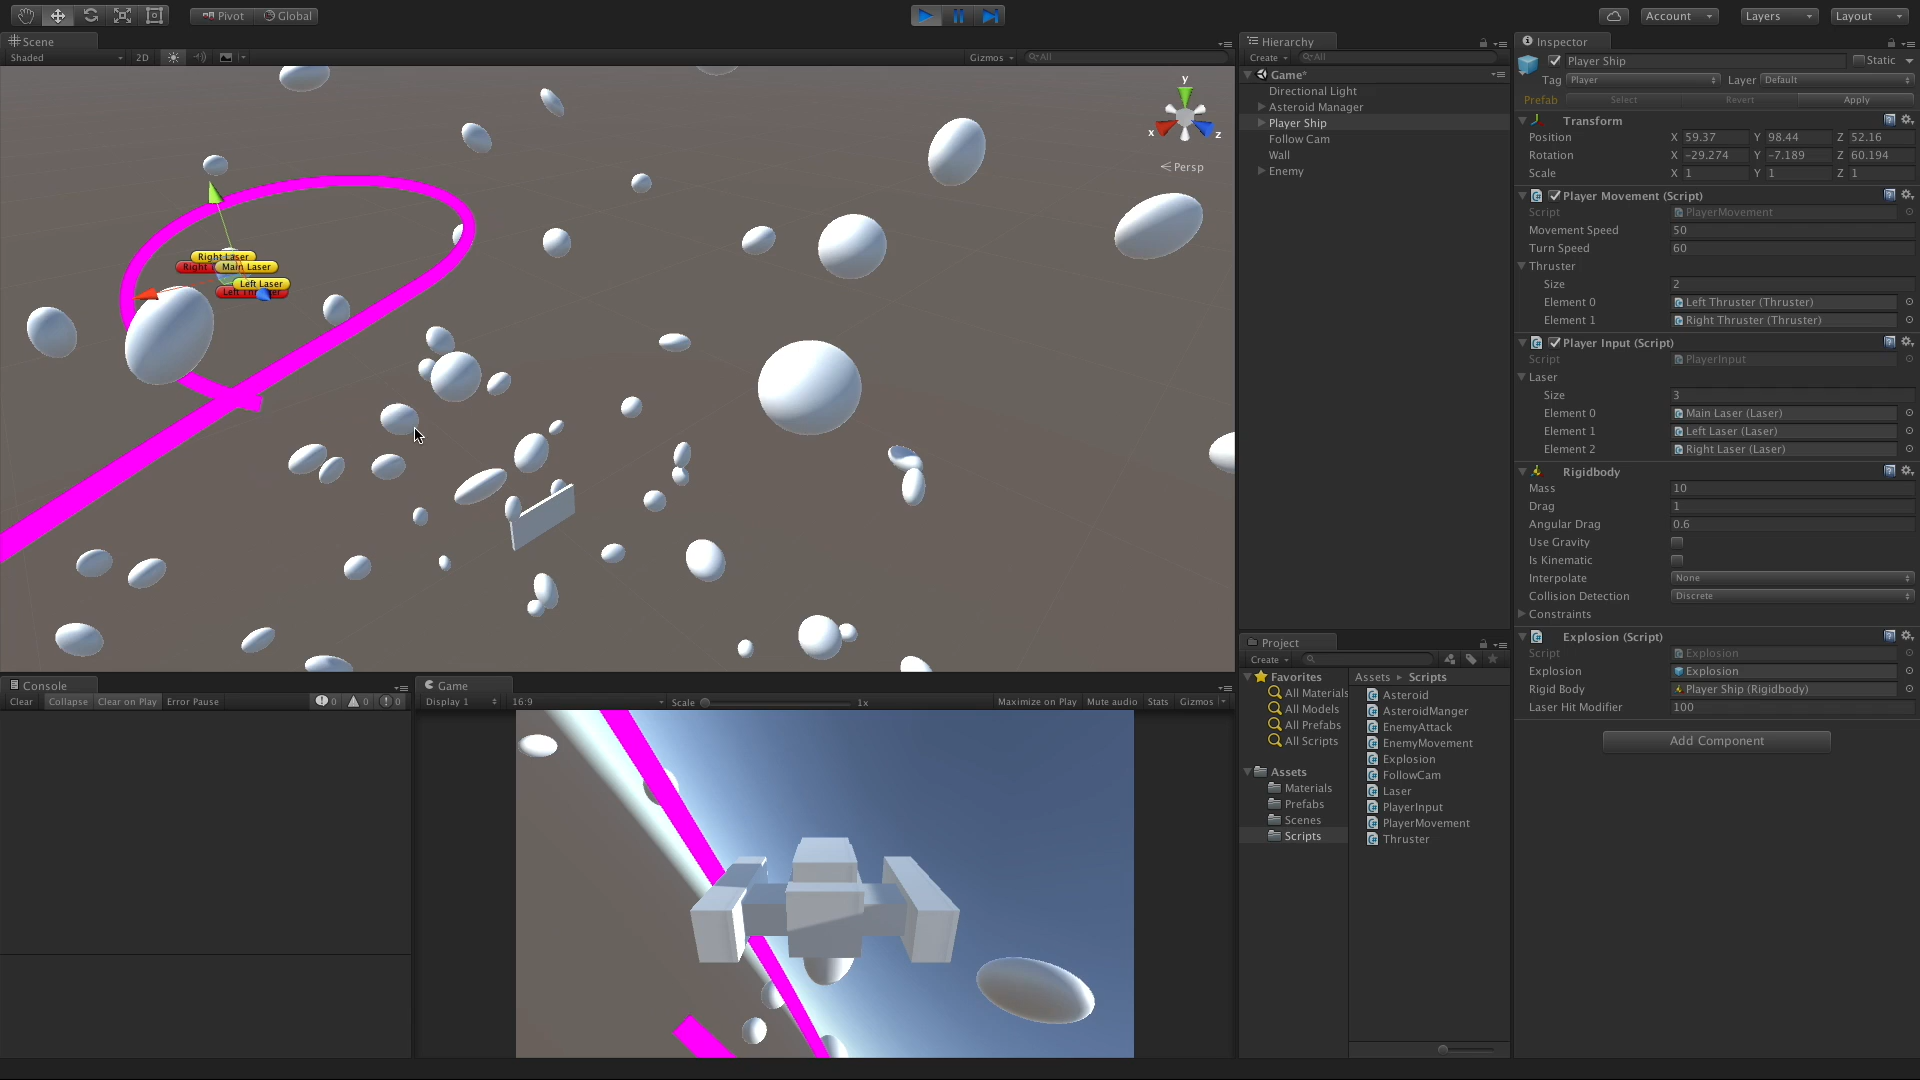 Pivot Global
Account Layers Layout
Scene
Shaded 2D Gizmos All
y
x z
Persp
Right Laser
Right Main Laser
Left Laser
Console
Clear Collapse Clear on Play Error Pause 0 0 0
Game
Display 1 16:9 Scale 1x Maximize on Play Mute audio Stats Gizmos
Hierarchy
Create All
Game*
Directional Light
Asteroid Manager
Player Ship
Follow Cam
Wall
Enemy
Project
Create
Favorites
All Materials
All Models
All Prefabs
All Scripts
Assets
Materials
Prefabs
Scenes
Scripts
Assets Scripts
Asteroid
AsteroidManger
EnemyAttack
EnemyMovement
Explosion
FollowCam
Laser
PlayerInput
PlayerMovement
Thruster
Inspector
Player Ship Static
Tag Player Layer Default
Prefab Select Revert Apply
Transform
Position X 59.37 Y 98.44 Z 52.16
Rotation X -29.274 Y -7.189 Z 60.194
Scale X 1 Y 1 Z 1
Player Movement (Script)
Script PlayerMovement
Movement Speed 50
Turn Speed 60
Thruster
Size 2
Element 0 Left Thruster (Thruster)
Element 1 Right Thruster (Thruster)
Player Input (Script)
Script PlayerInput
Laser
Size 3
Element 0 Main Laser (Laser)
Element 1 Left Laser (Laser)
Element 2 Right Laser (Laser)
Rigidbody
Mass 10
Drag 1
Angular Drag 0.6
Use Gravity
Is Kinematic
Interpolate None
Collision Detection Discrete
Constraints
Explosion (Script)
Script Explosion
Explosion Explosion
Rigid Body Player Ship (Rigidbody)
Laser Hit Modifier 100
Add Component